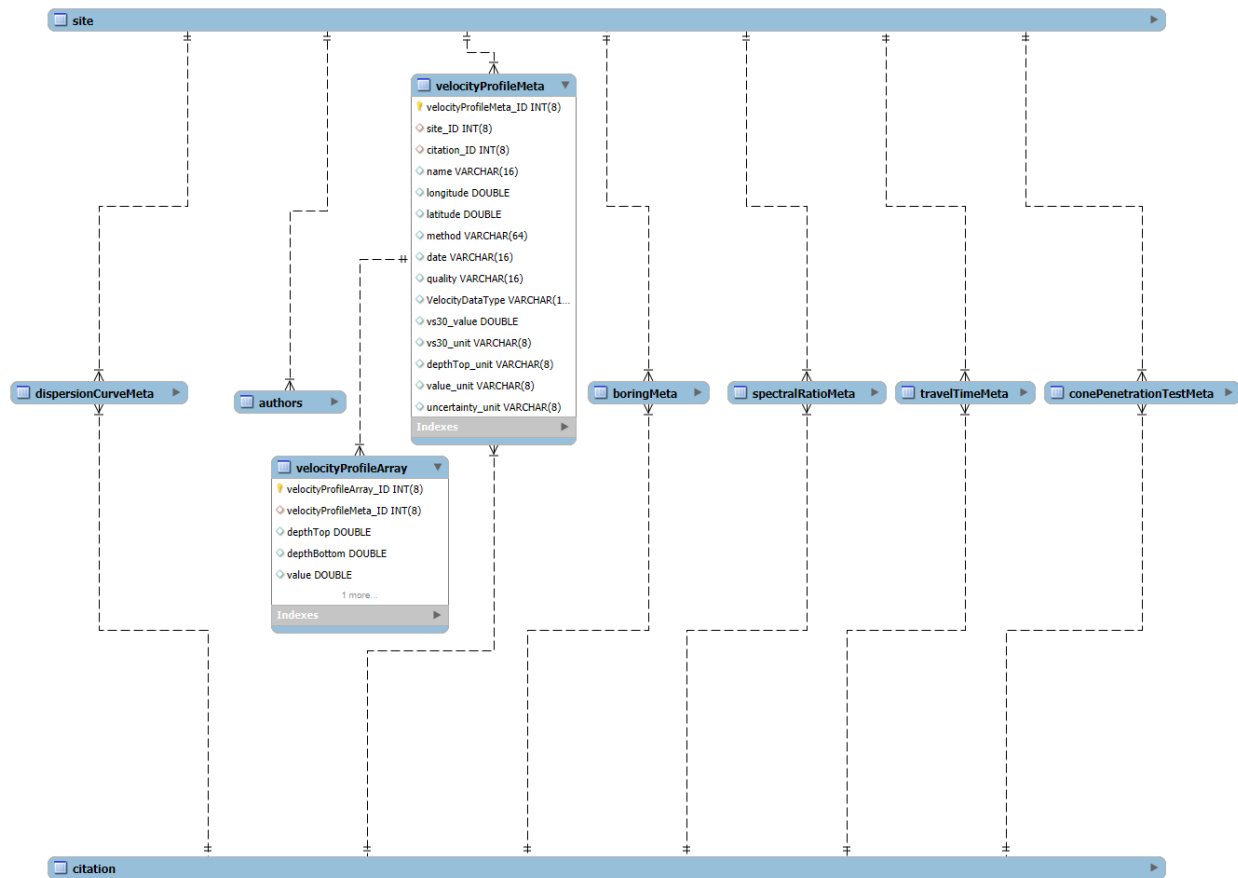 site
velocityProfileMeta
velocityProfileMeta_ID INT(8)
site_ID INT(8)
citation_ID INT(8)
name VARCHAR(16)
longitude DOUBLE
latitude DOUBLE
method VARCHAR(64)
date VARCHAR(16)
quality VARCHAR(16)
VelocityDataType VARCHAR(1...
vs30_value DOUBLE
vs30_unit VARCHAR(8)
depthTop_unit VARCHAR(8)
value_unit VARCHAR(8)
uncertainty_unit VARCHAR(8)
Indexes
dispersionCurveMeta
authors
boringMeta
spectralRatioMeta
travelTimeMeta
conePenetrationTestMeta
velocityProfileArray
velocityProfileArray_ID INT(8)
velocityProfileMeta_ID INT(8)
depthTop DOUBLE
depthBottom DOUBLE
value DOUBLE
1 more...
Indexes
citation